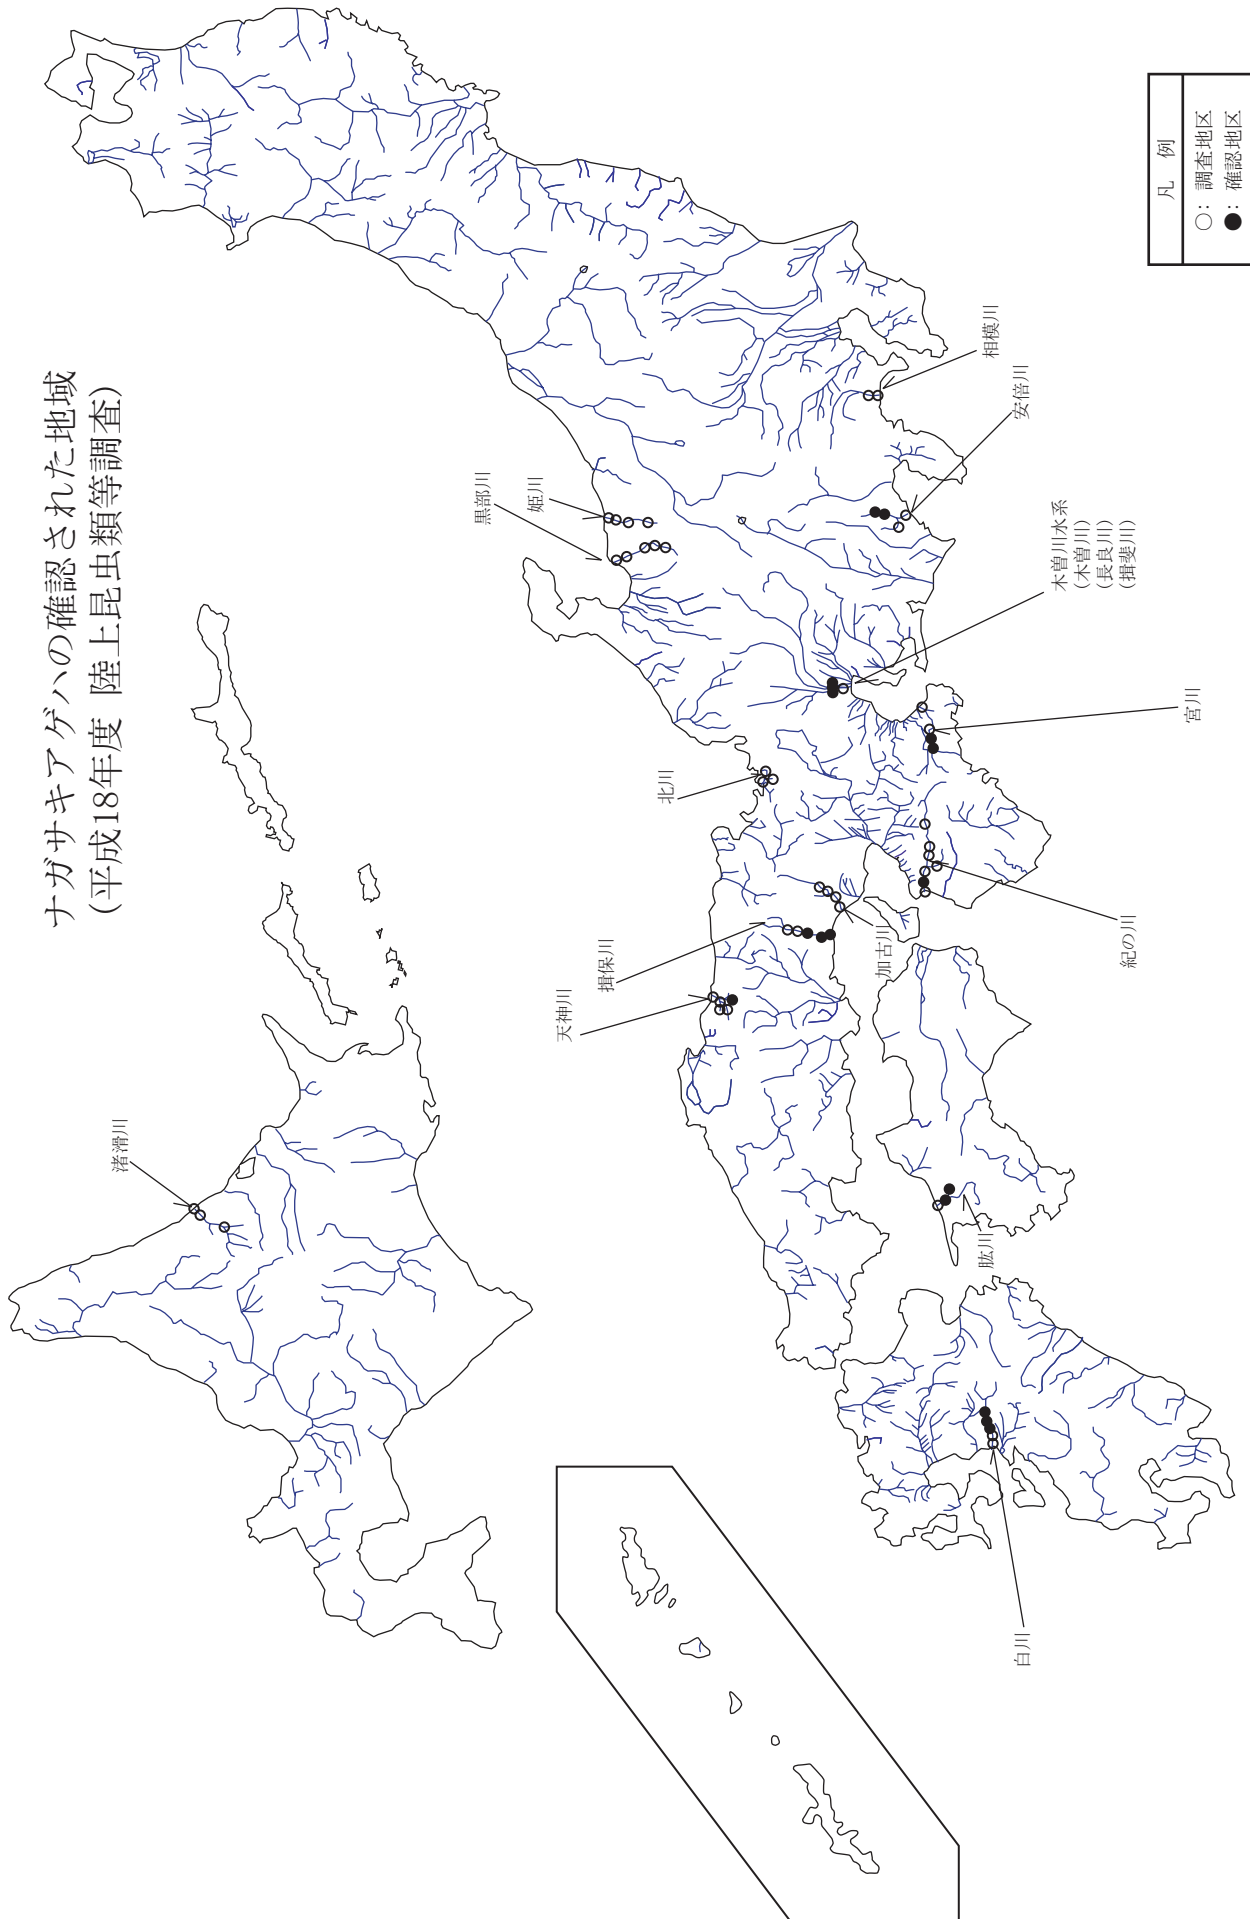 ナガサキアゲハの確認された地域
(平成18年度 陸上昆虫類等調査)
渚滑川
黒部川
姫川
相模川
安倍川
木曽川水系
(木曽川)
(長良川)
(揖斐川)
宮川
北川
紀の川
加古川
揖保川
天神川
肱川
白川
凡 例
○: 調査地区
●: 確認地区